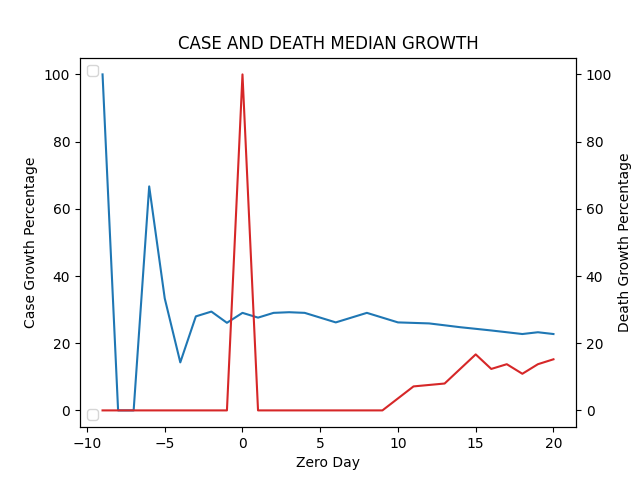 CASE AND DEATH MEDIAN GROWTH
100
80
60
40
20
0
Case Growth Percentage
100
80
60
40
20
0
Death Growth Percentage
−10 −5 0 5 10 15 20
Zero Day